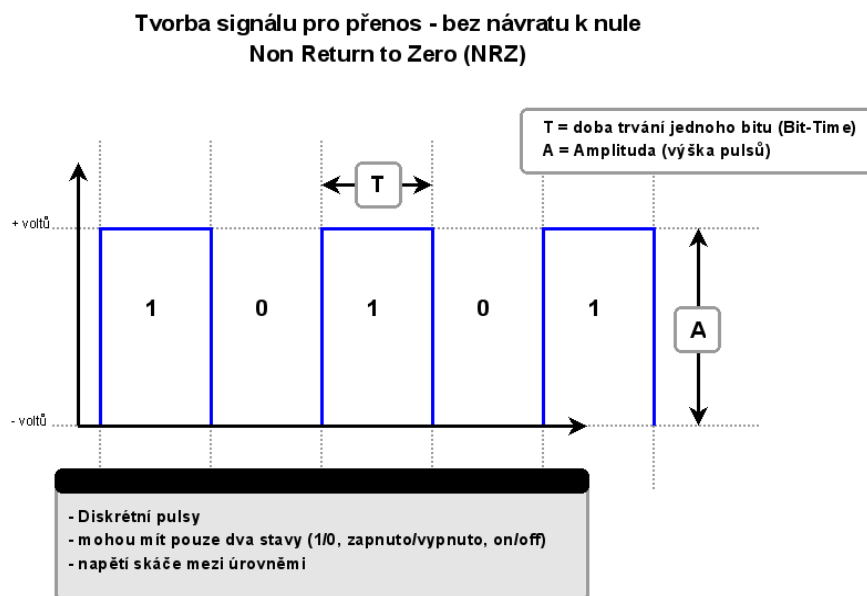 Tvorba signálu pro přenos - bez návratu k nule
Non Return to Zero (NRZ)
T = doba trvání jednoho bitu (Bit-Time)
A = Amplituda (výška pulsů)
T
+ voltů
1 0 1 0 1
A
- voltů
- Diskrétní pulsy
- mohou mít pouze dva stavy (1/0, zapnuto/vypnuto, on/off)
- napětí skáče mezi úrovněmi